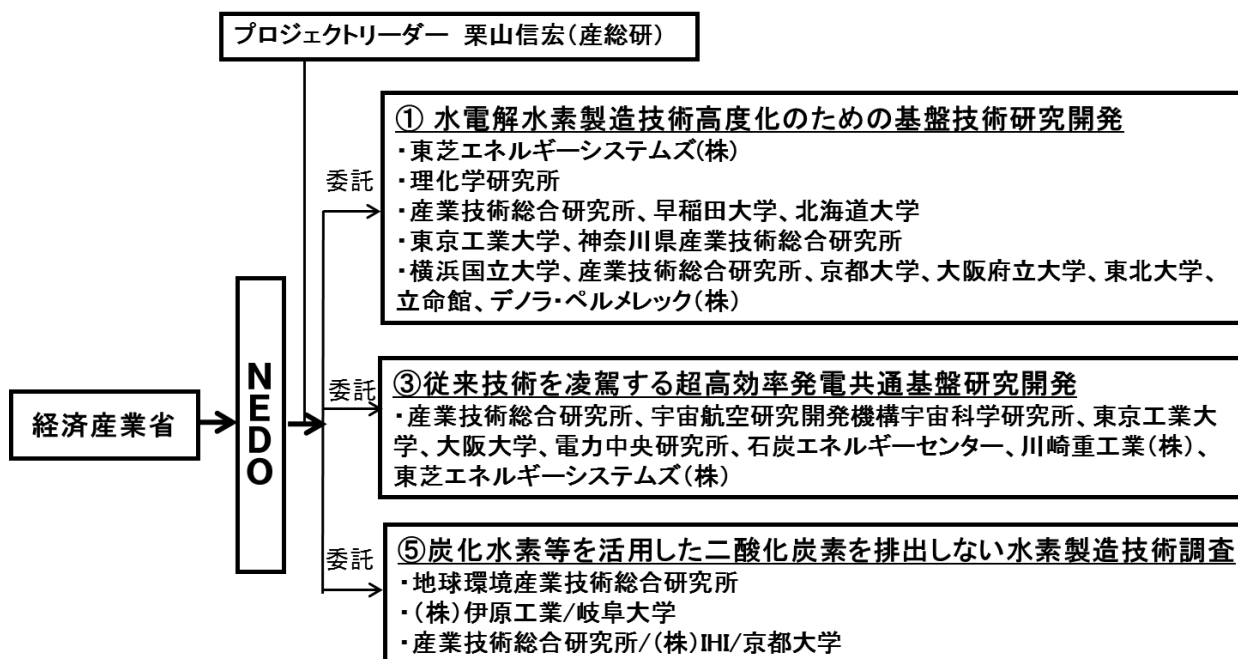 プロジェクトリーダー 栗山信宏(産総研)
① 水電解水素製造技術高度化のための基盤技術研究開発
・東芝エネルギーシステムズ(株)
・理化学研究所
・産業技術総合研究所、早稲田大学、北海道大学
・東京工業大学、神奈川県産業技術総合研究所
・横浜国立大学、産業技術総合研究所、京都大学、大阪府立大学、東北大学、
立命館、デノラ・ペルメレック(株)
委託
経済産業省
NEDO
委託
③従来技術を凌駕する超高効率発電共通基盤研究開発
・産業技術総合研究所、宇宙航空研究開発機構宇宙科学研究所、東京工業大
学、大阪大学、電力中央研究所、石炭エネルギーセンター、川崎重工業(株)、
東芝エネルギーシステムズ(株)
委託
⑤炭化水素等を活用した二酸化炭素を排出しない水素製造技術調査
・地球環境産業技術総合研究所
・(株)伊原工業/岐阜大学
・産業技術総合研究所/(株)IHI/京都大学